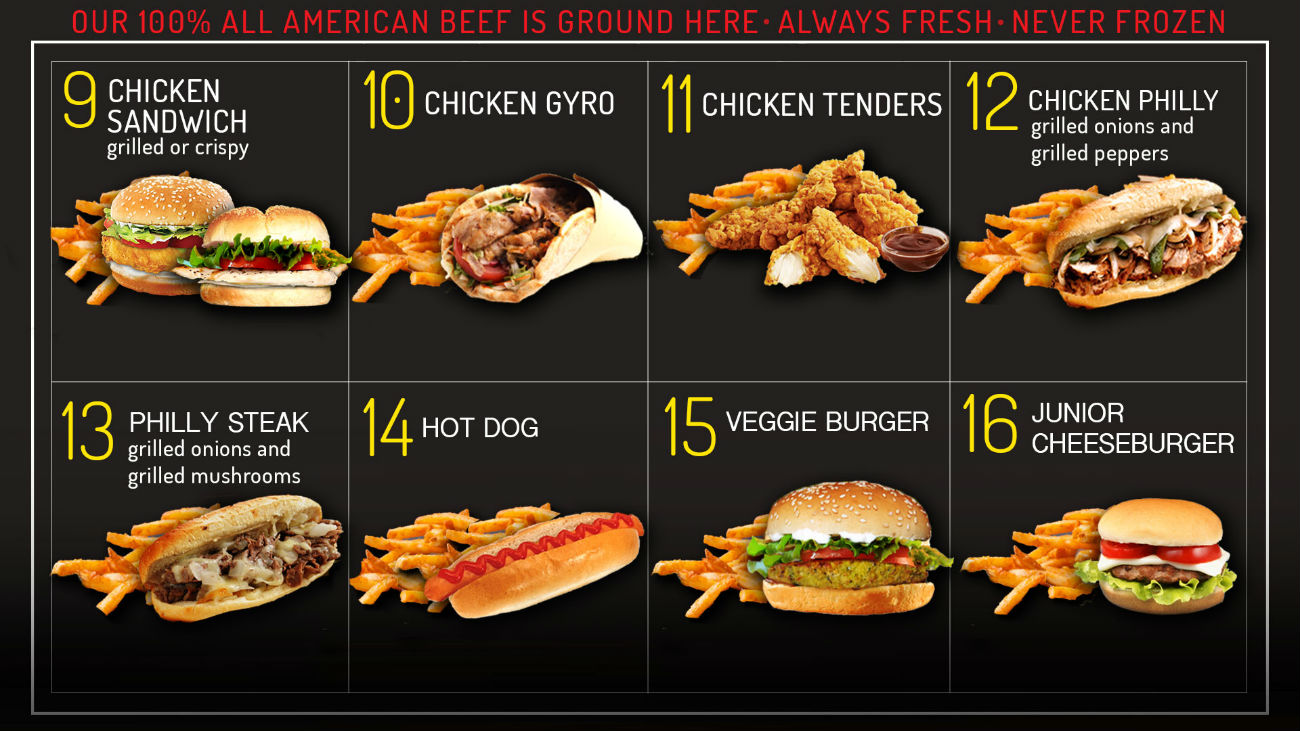 OUR 100% ALL AMERICAN BEEF IS GROUND HERE • ALWAYS FRESH • NEVER FROZEN
9 CHICKEN
SANDWICH
grilled or crispy
10 CHICKEN GYRO
11 CHICKEN TENDERS
12 CHICKEN PHILLY
grilled onions and
grilled peppers
13 PHILLY STEAK
grilled onions and
grilled mushrooms
14 HOT DOG
15 VEGGIE BURGER
16 JUNIOR
CHEESEBURGER